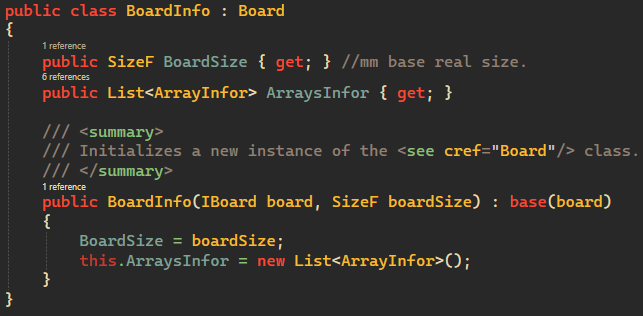 public class BoardInfo : Board
{
1 reference
public SizeF BoardSize { get; } //mm base real size.
6 references
public List<ArrayInfor> ArraysInfor { get; }
/// <summary>
/// Initializes a new instance of the <see cref="Board"/> class.
/// </summary>
1 reference
public BoardInfo(IBoard board, SizeF boardSize) : base(board)
{
BoardSize = boardSize;
this.ArraysInfor = new List<ArrayInfor>();
}
}